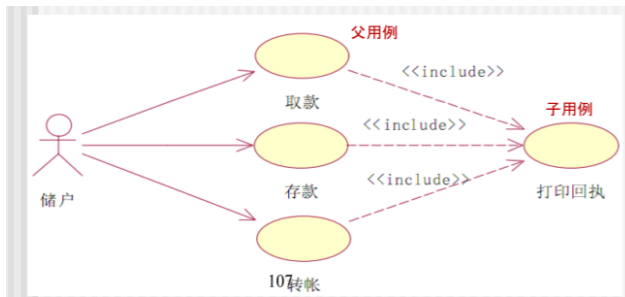 父用例
<<include>>
取款
子用例
<<include>>
储户
存款
<<include>>
打印回执
107转帐